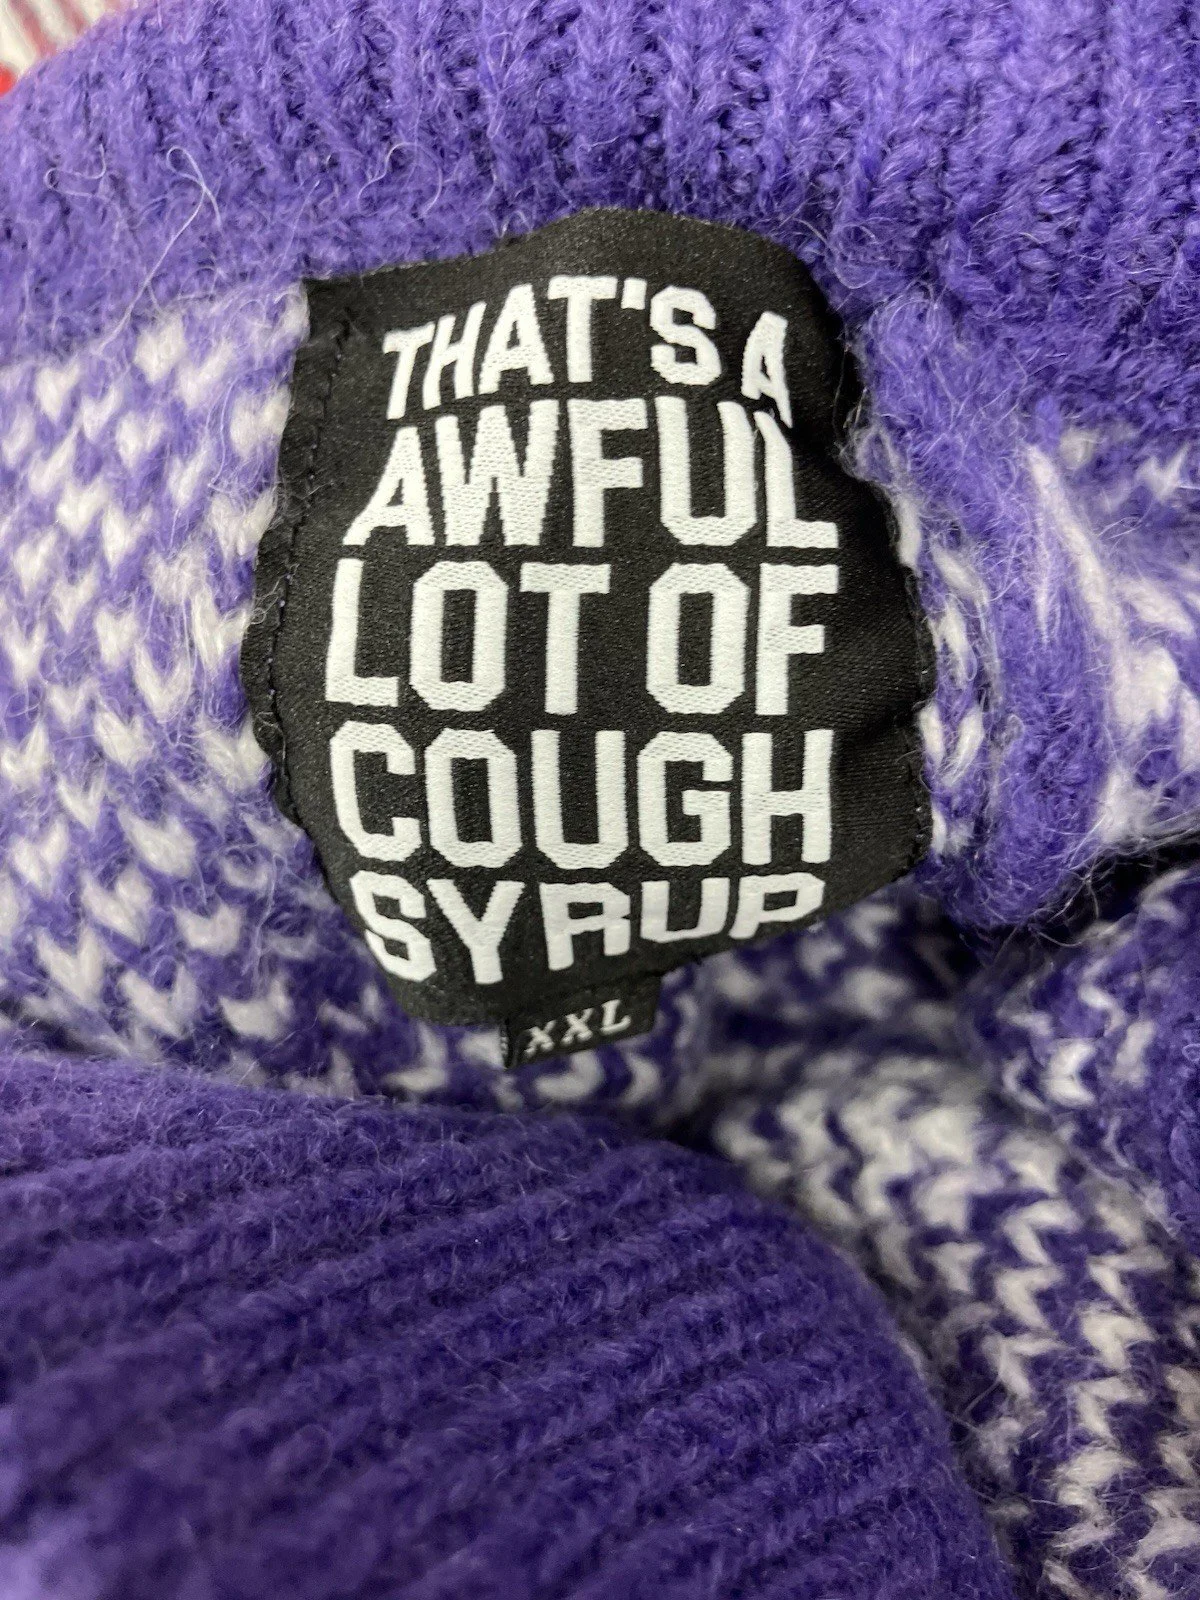 THAT'S A
AWFUL
LOT OF
COUGH
SYRUP
XXL